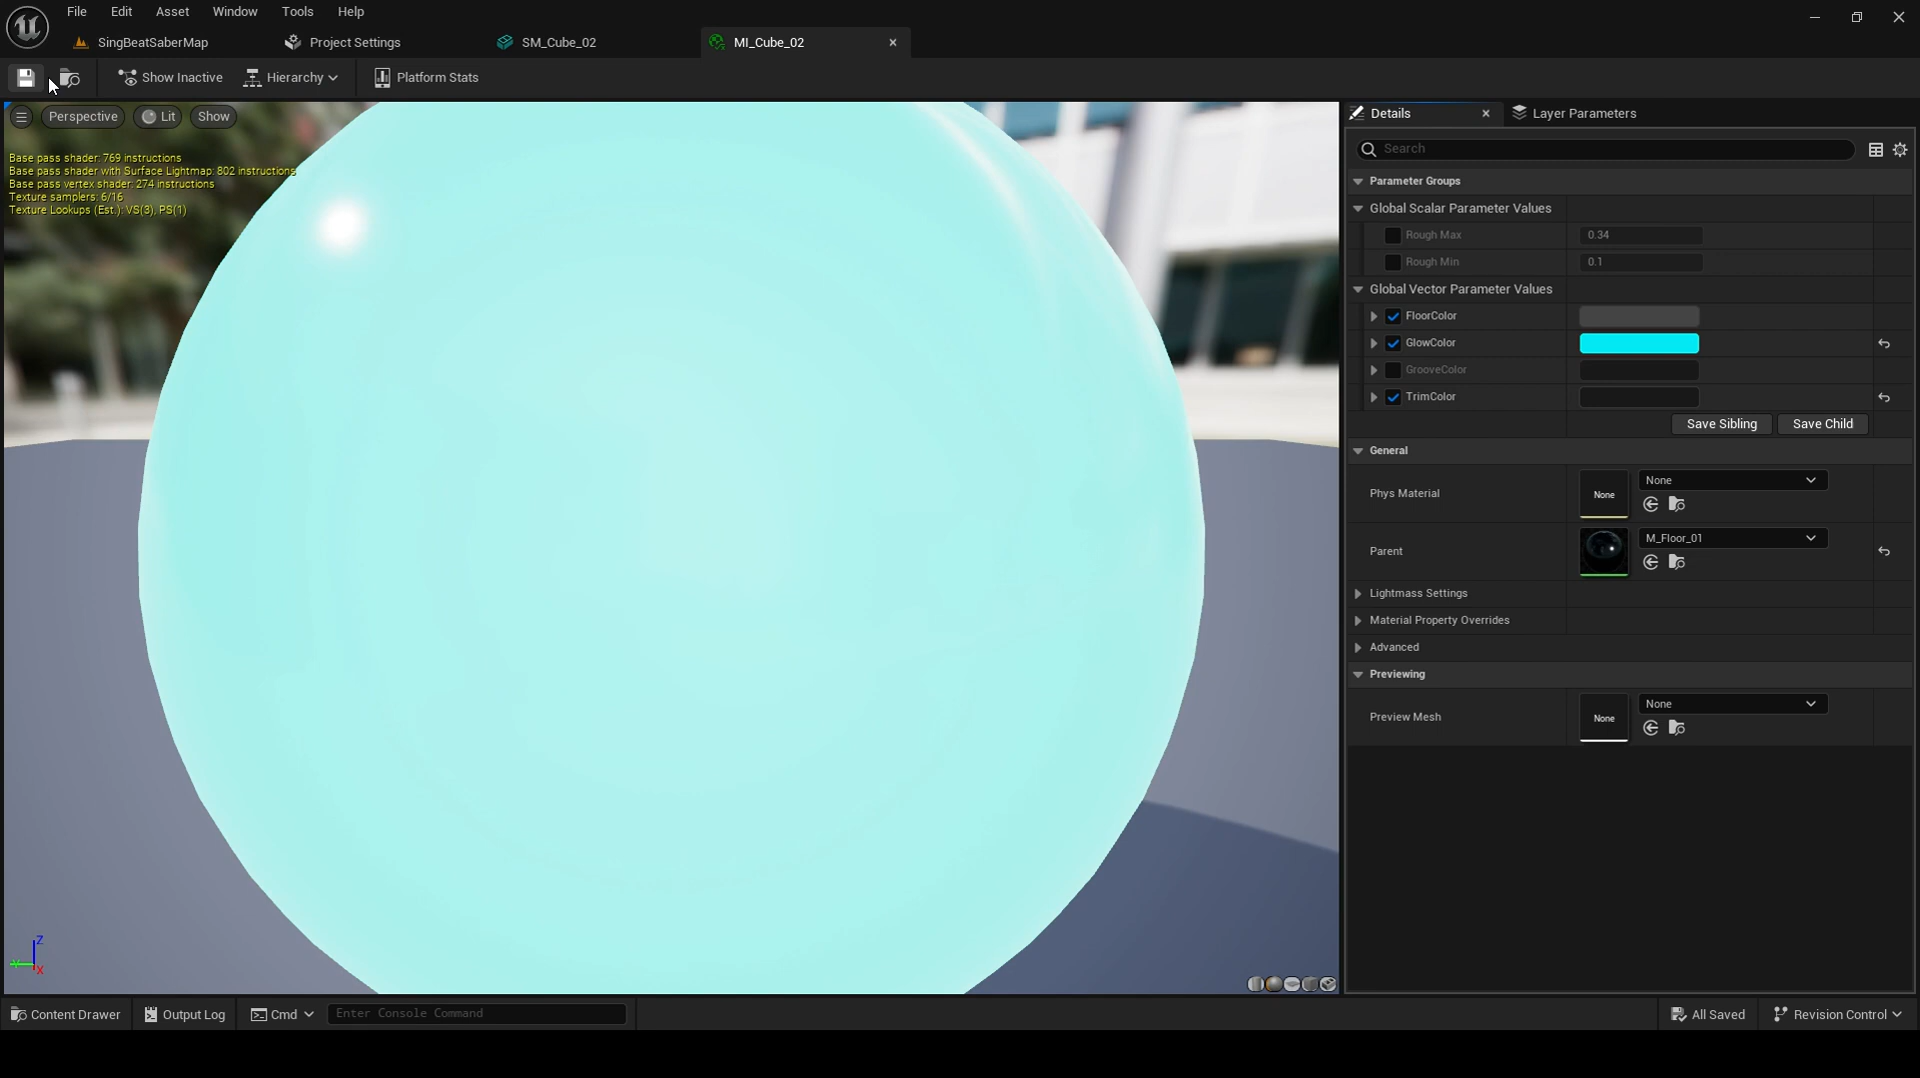 File Edit Asset Window Tools Help
SingBeatSaberMap Project Settings SM_Cube_02 MI_Cube_02
Show Inactive Hierarchy Platform Stats
Perspective Lit Show
Base pass shader: 769 instructions
Base pass shader with Surface Lightmap: 802 instructions
Base pass vertex shader: 274 instructions
Texture samplers: 6/16
Texture Lookups (Est.): VS(3), PS(1)
Z
Y
X
Details Layer Parameters
Search
Parameter Groups
Global Scalar Parameter Values
Rough Max 0.34
Rough Min 0.1
Global Vector Parameter Values
FloorColor
GlowColor
GrooveColor
TrimColor
Save Sibling Save Child
General
Phys Material None None
Parent M_Floor_01
Lightmass Settings
Material Property Overrides
Advanced
Previewing
Preview Mesh None None
Content Drawer Output Log Cmd Enter Console Command All Saved Revision Control